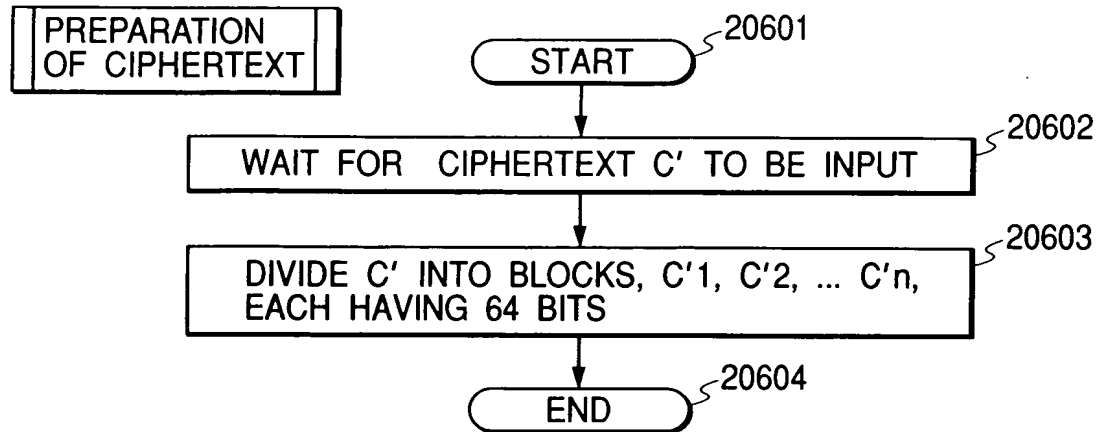 PREPARATION
OF CIPHERTEXT
START
20601
WAIT FOR CIPHERTEXT C' TO BE INPUT
20602
DIVIDE C' INTO BLOCKS, C'1, C'2, ... C'n,
EACH HAVING 64 BITS
20603
END
20604